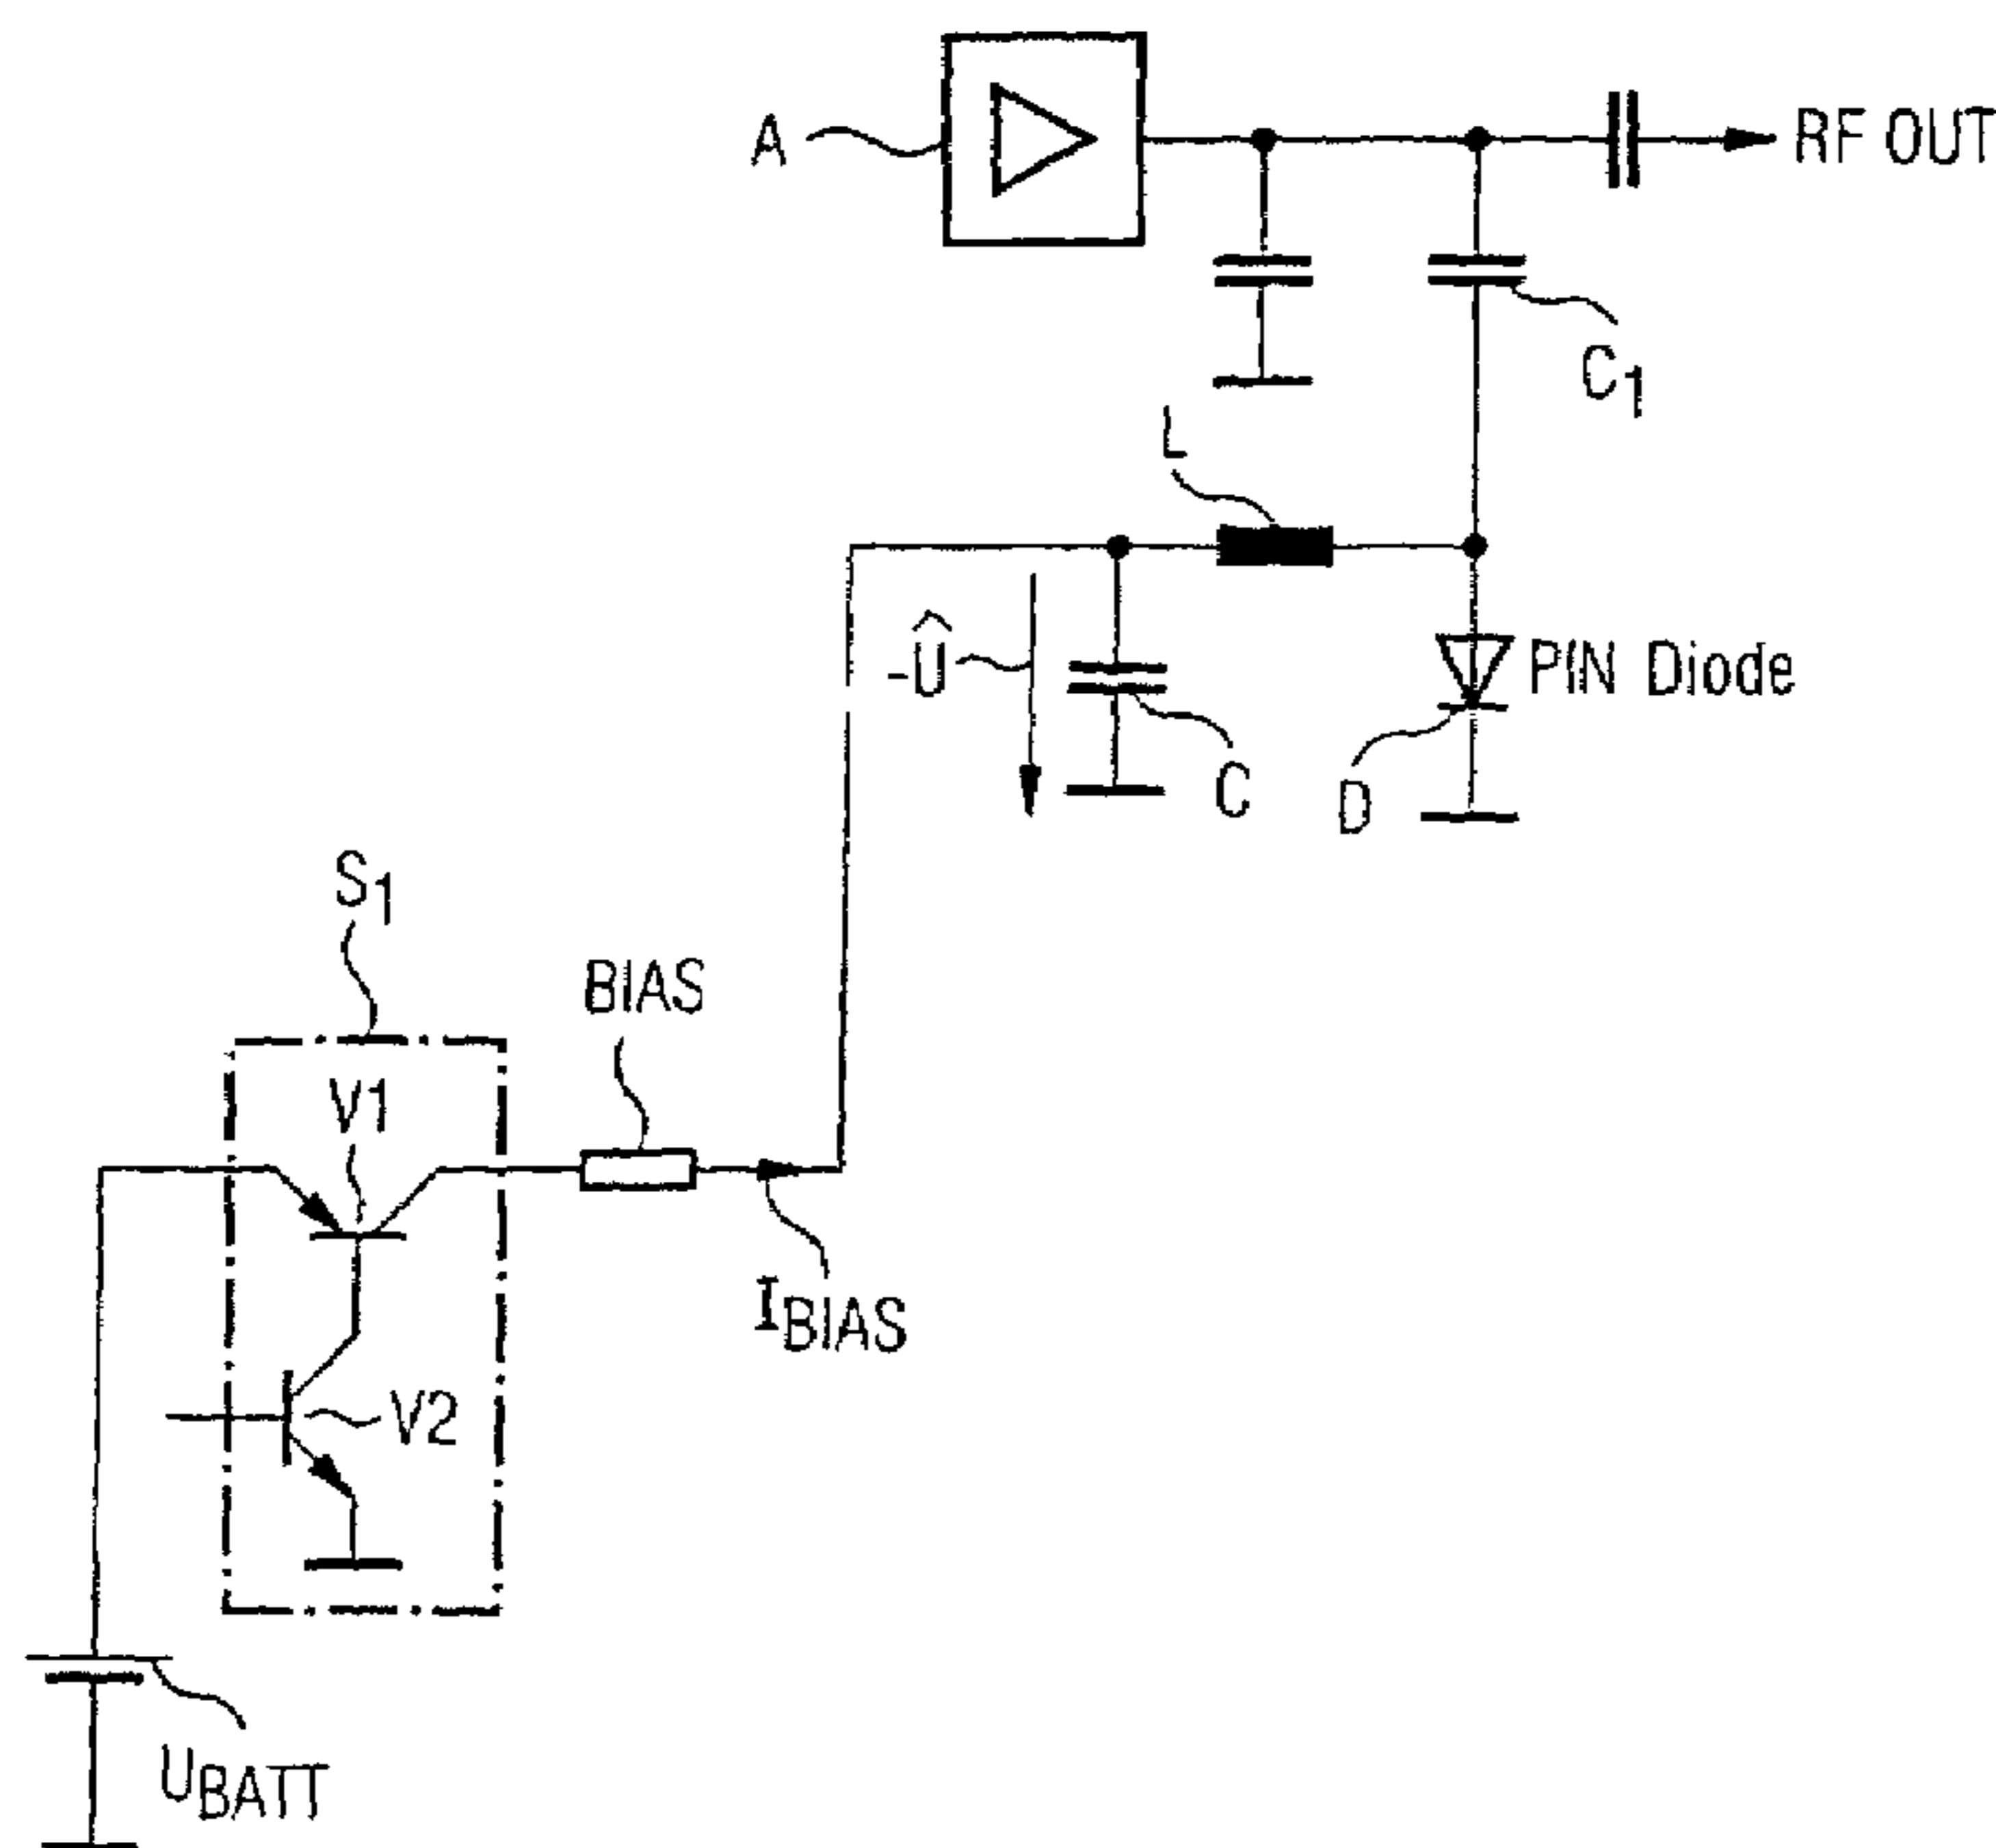 A
RF OUT
C1
L
-Û
PIN Diode
C
D
S1
BIAS
V1
IBIAS
V2
UBATT